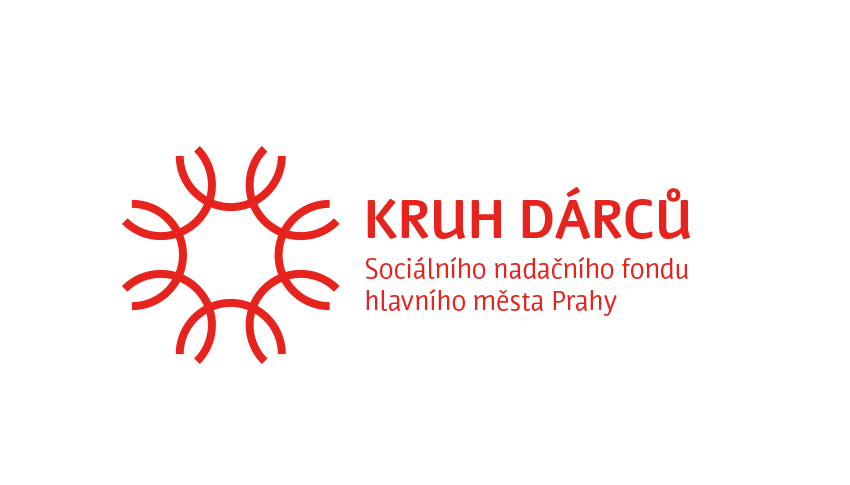 KRUH DÁRCŮ
Sociálního nadačního fondu
hlavního města Prahy